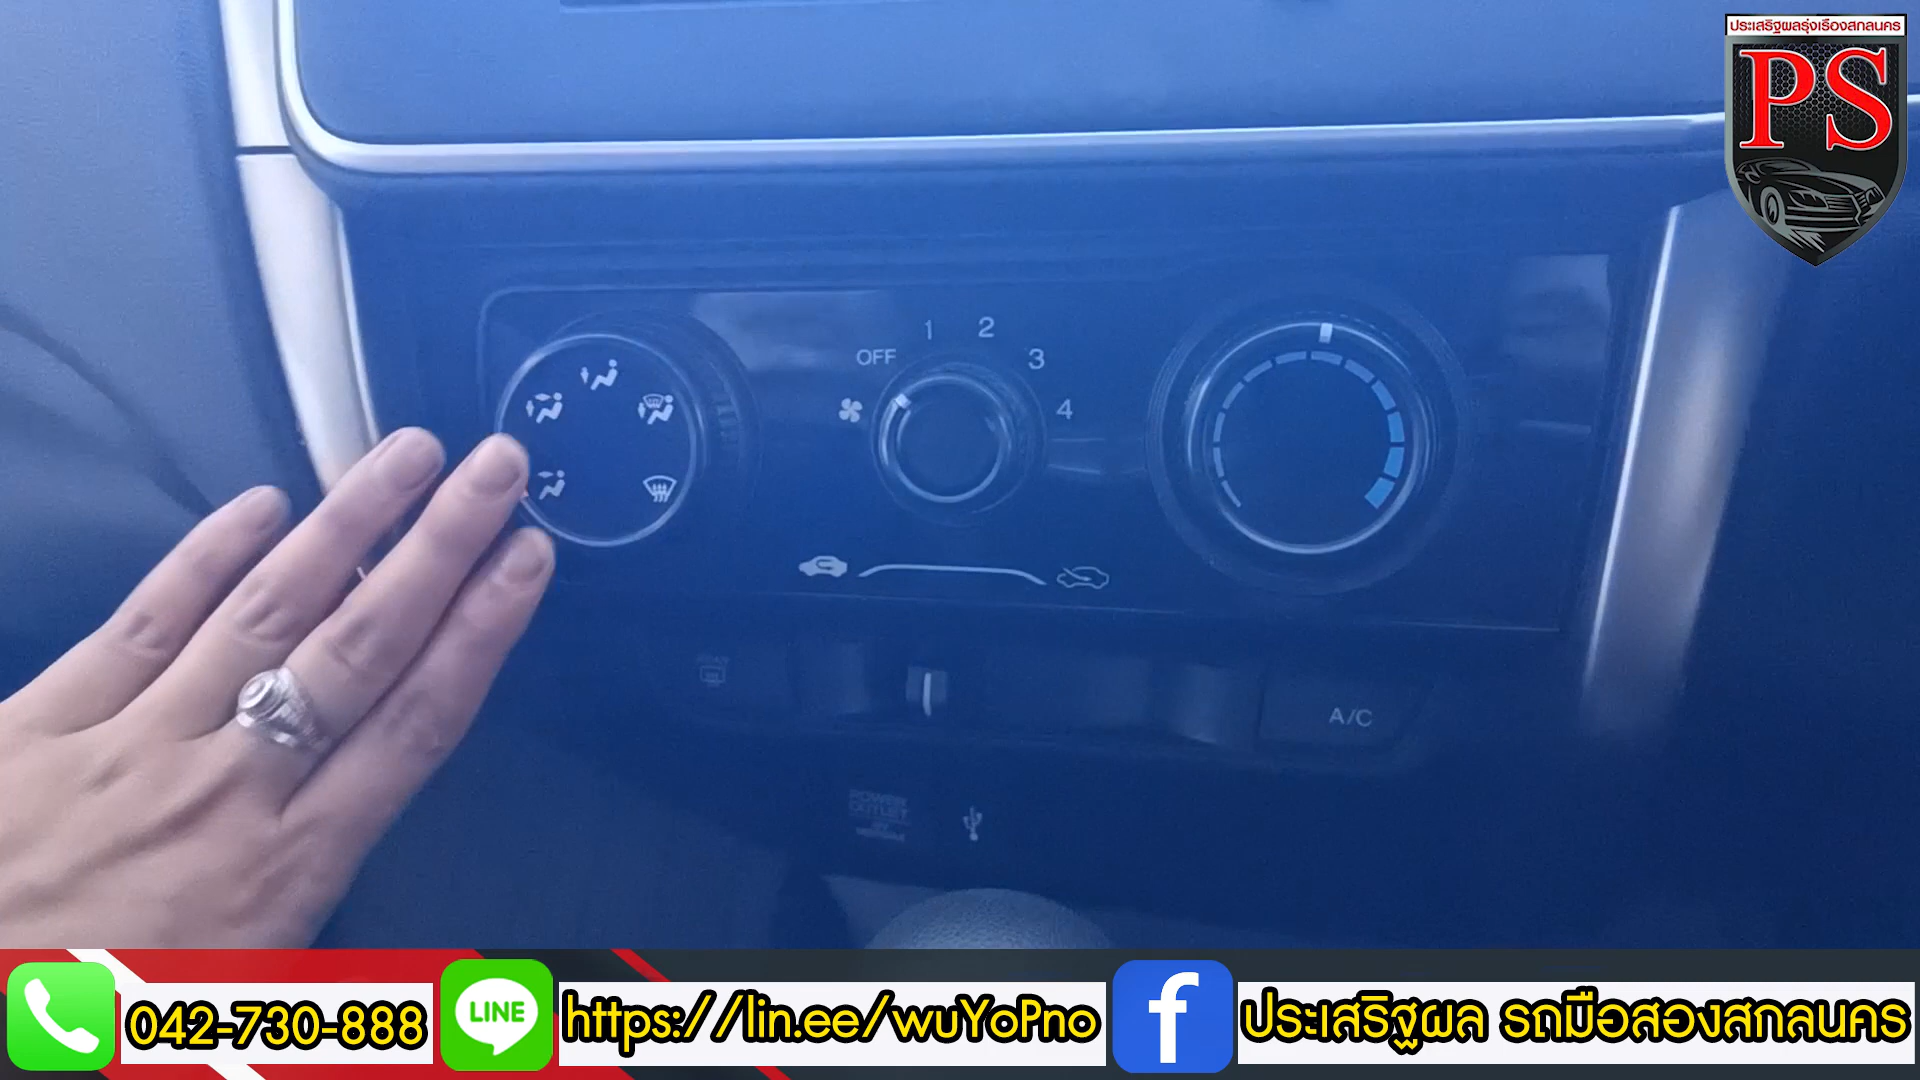 ประเสริฐผลรุ่งเรืองสกลนคร
PS
OFF 1 2 3 4
A/C
POWER
OUTLET
042-730-888
LINE
https://lin.ee/wuYoPno
ประเสริฐผล รถมือสองสกลนคร